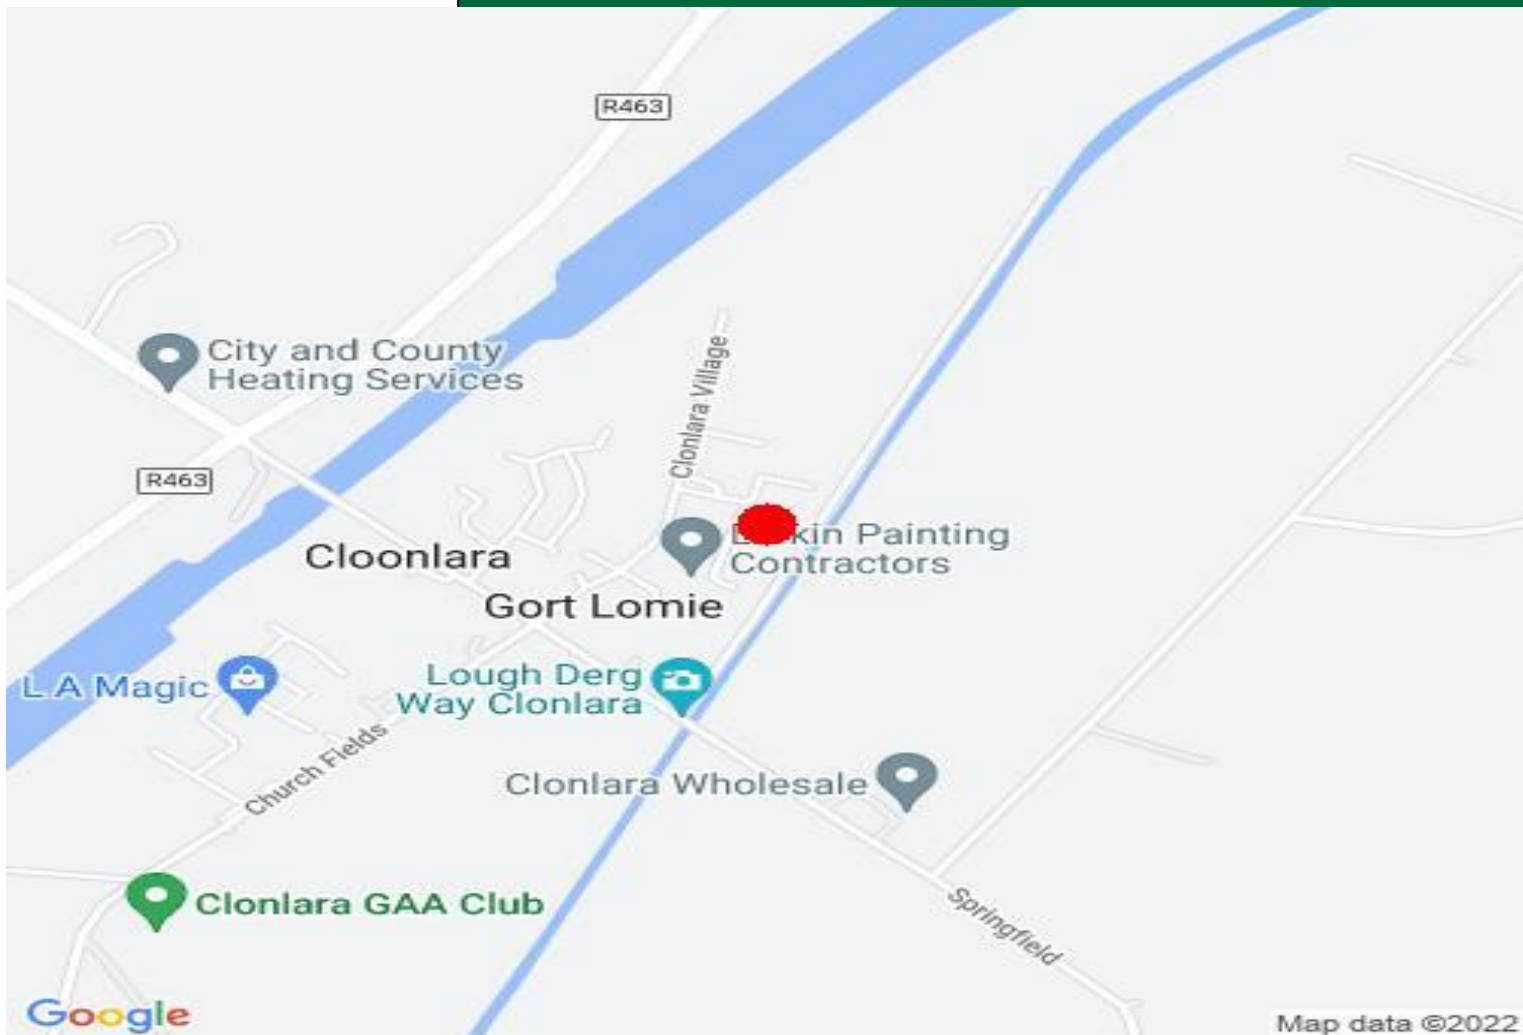 R463
City and County
Heating Services
Clonlara Village
R463
Painting
Contractors
Cloonlara
Gort Lomie
Lough Derg
Way Clonlara
L A Magic
Church Fields
Clonlara Wholesale
Clonlara GAA Club
Springfield
Google
Map data ©2022